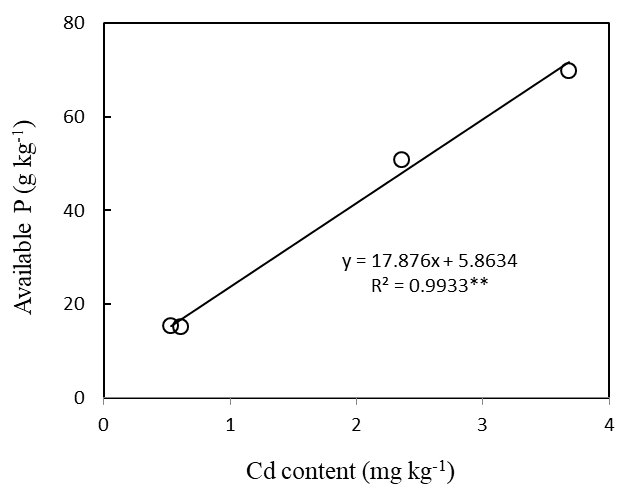 80
60
40
20
0
0 1 2 3 4
Available P (g kg⁻¹)
y = 17.876x + 5.8634
R² = 0.9933**
Cd content (mg kg⁻¹)